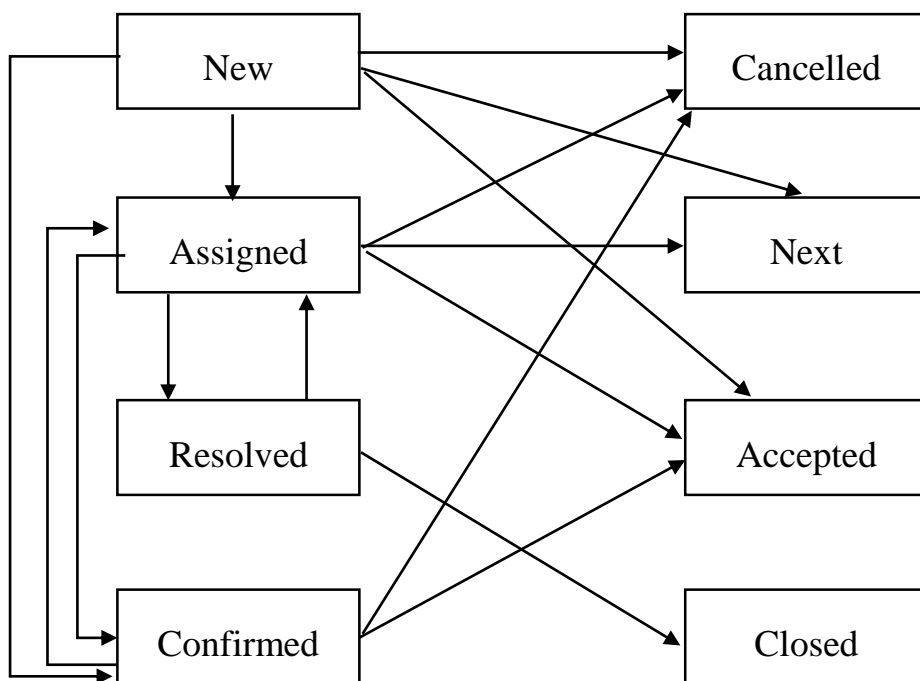 New
Cancelled
Assigned
Next
Resolved
Accepted
Confirmed
Closed